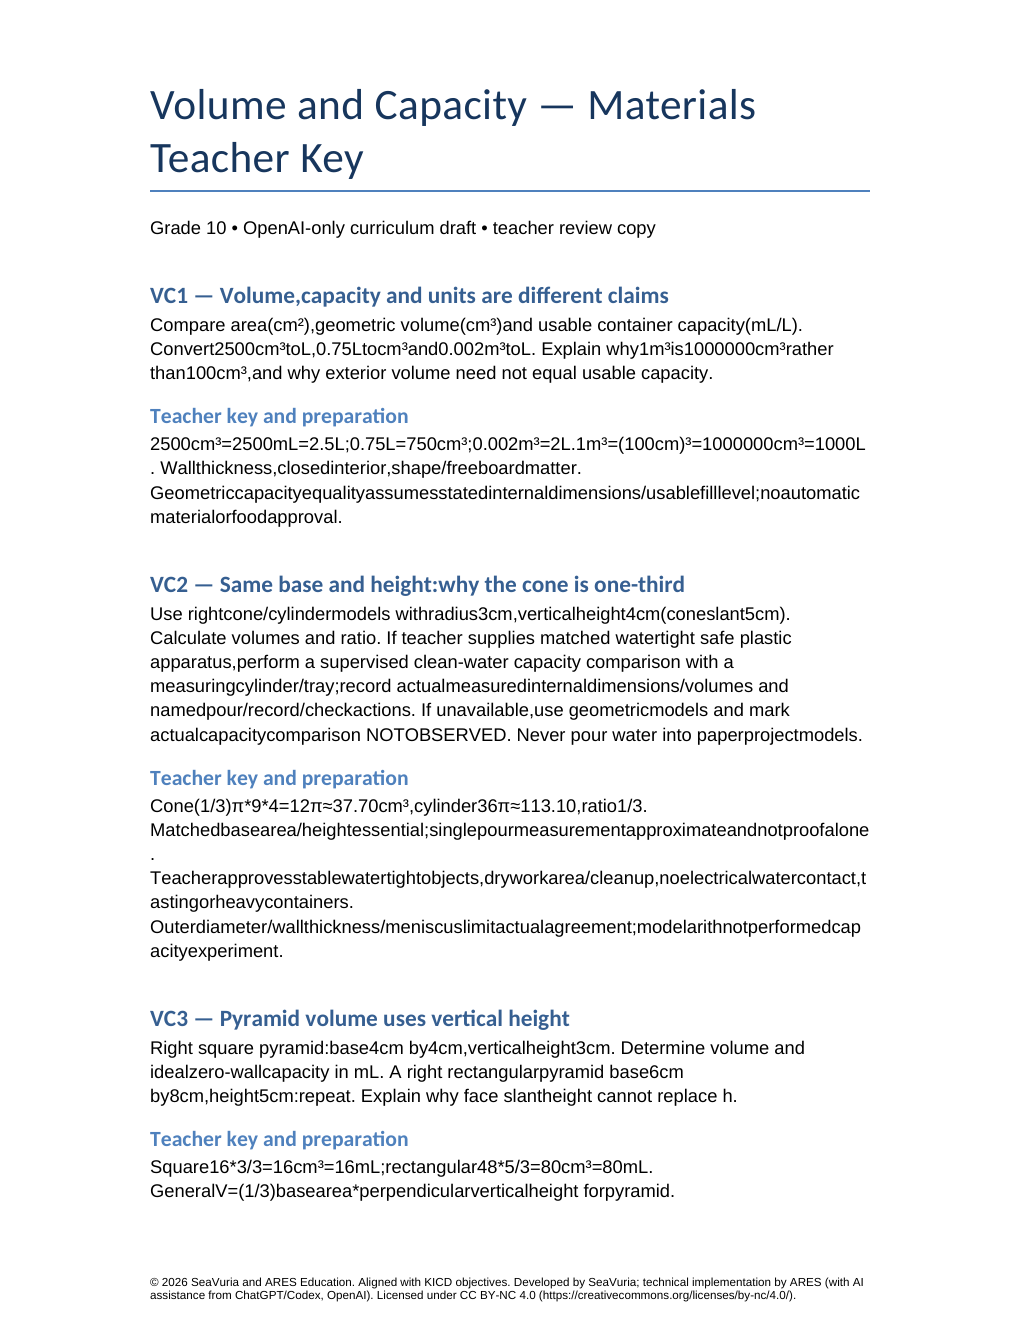 Volume and Capacity — Materials
Teacher Key
Grade 10 • OpenAI-only curriculum draft • teacher review copy
VC1 — Volume,capacity and units are different claims
Compare area(cm²),geometric volume(cm³)and usable container capacity(mL/L).
Convert2500cm³toL,0.75Ltocm³and0.002m³toL. Explain why1m³is1000000cm³rather
than100cm³,and why exterior volume need not equal usable capacity.
Teacher key and preparation
2500cm³=2500mL=2.5L;0.75L=750cm³;0.002m³=2L.1m³=(100cm)³=1000000cm³=1000L
. Wallthickness,closedinterior,shape/freeboardmatter.
Geometriccapacityequalityassumesstatedinternaldimensions/usablefilllevel;noautomatic
materialorfoodapproval.
VC2 — Same base and height:why the cone is one-third
Use rightcone/cylindermodels withradius3cm,verticalheight4cm(coneslant5cm).
Calculate volumes and ratio. If teacher supplies matched watertight safe plastic
apparatus,perform a supervised clean-water capacity comparison with a
measuringcylinder/tray;record actualmeasuredinternaldimensions/volumes and
namedpour/record/checkactions. If unavailable,use geometricmodels and mark
actualcapacitycomparison NOTOBSERVED. Never pour water into paperprojectmodels.
Teacher key and preparation
Cone(1/3)π*9*4=12π≈37.70cm³,cylinder36π≈113.10,ratio1/3.
Matchedbasearea/heightessential;singlepourmeasurementapproximateandnotproofalone
.
Teacherapprovesstablewatertightobjects,dryworkarea/cleanup,noelectricalwatercontact,t
astingorheavycontainers.
Outerdiameter/wallthickness/meniscuslimitactualagreement;modelarithnotperformedcap
acityexperiment.
VC3 — Pyramid volume uses vertical height
Right square pyramid:base4cm by4cm,verticalheight3cm. Determine volume and
idealzero-wallcapacity in mL. A right rectangularpyramid base6cm
by8cm,height5cm:repeat. Explain why face slantheight cannot replace h.
Teacher key and preparation
Square16*3/3=16cm³=16mL;rectangular48*5/3=80cm³=80mL.
GeneralV=(1/3)basearea*perpendicularverticalheight forpyramid.
© 2026 SeaVuria and ARES Education. Aligned with KICD objectives. Developed by SeaVuria; technical implementation by ARES (with AI
assistance from ChatGPT/Codex, OpenAI). Licensed under CC BY-NC 4.0 (https://creativecommons.org/licenses/by-nc/4.0/).